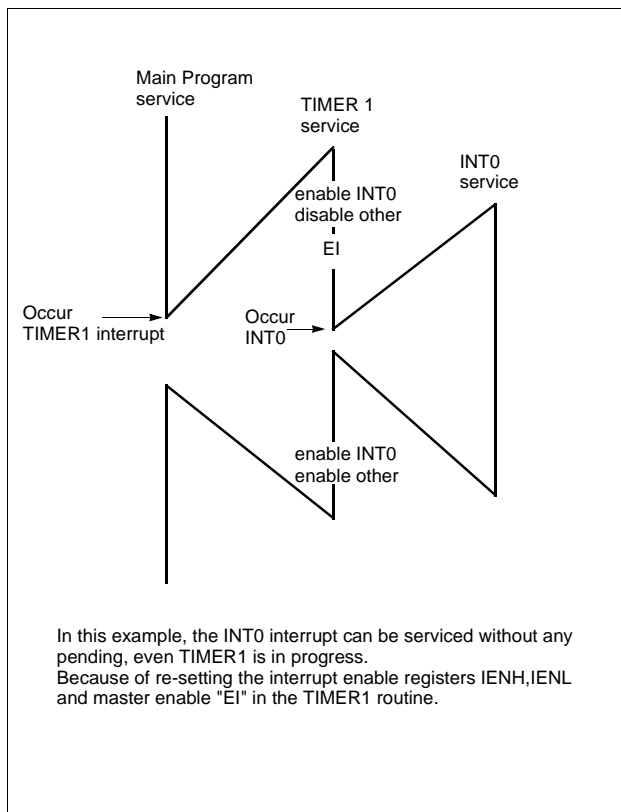 Main Program
service
TIMER 1
service
INT0
service
enable INT0
disable other
EI
Occur
TIMER1 interrupt
Occur
INT0
enable INT0
enable other
In this example, the INT0 interrupt can be serviced without any
pending, even TIMER1 is in progress.
Because of re-setting the interrupt enable registers IENH,IENL
and master enable "EI" in the TIMER1 routine.